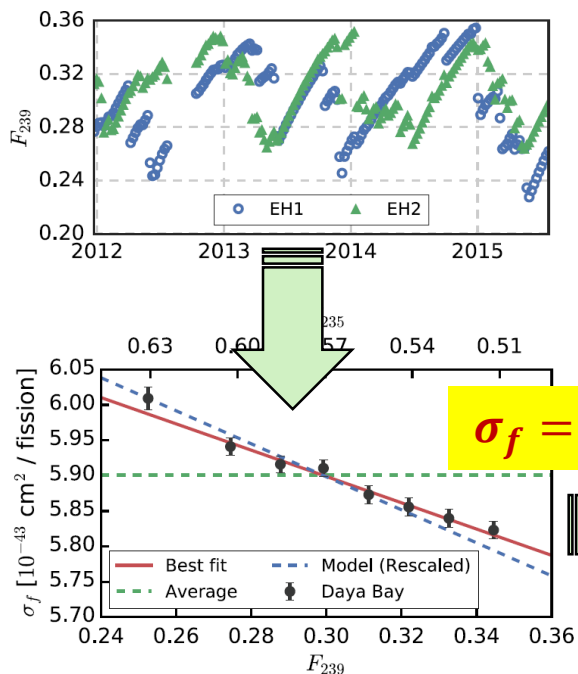 0.36
0.32
0.28
0.24
0.20
F239
EH1 EH2
2012 2013 2014 2015
235
0.63 0.60 57 0.54 0.51
6.05
6.00
5.95
5.90
5.85
5.80
5.75
5.70
σf [10−43 cm2 / fission]
σf =
Best fit Model (Rescaled)
Average Daya Bay
0.24 0.26 0.28 0.30 0.32 0.34 0.36
F239